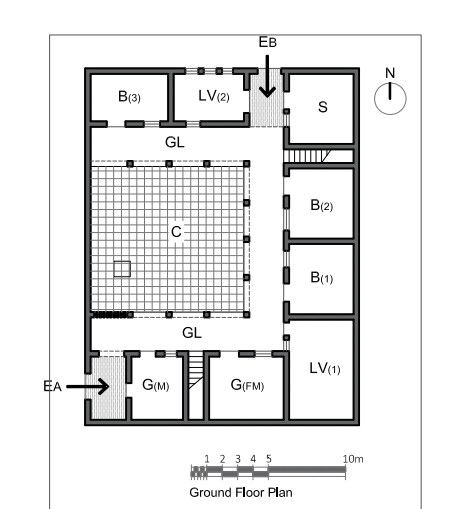 EB
N
B(3)
LV(2)
S
GL
B(2)
C
B(1)
GL
LV(1)
EA
G(M)
G(FM)
1 2 3 4 5 10m
Ground Floor Plan